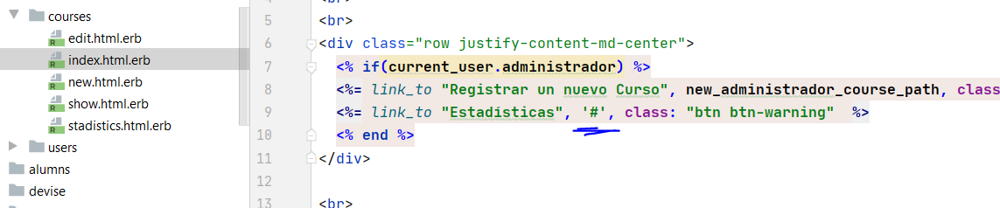 courses
edit.html.erb
index.html.erb
new.html.erb
show.html.erb
stadistics.html.erb
users
alumns
devise
5 <br>
6 <div class="row justify-content-md-center">
7 <% if(current_user.administrador) %>
8 <%= link_to "Registrar un nuevo Curso", new_administrador_course_path, class
9 <%= link_to "Estadisticas", '#', class: "btn btn-warning"  %>
10 <% end %>
11 </div>
12
13 <br>